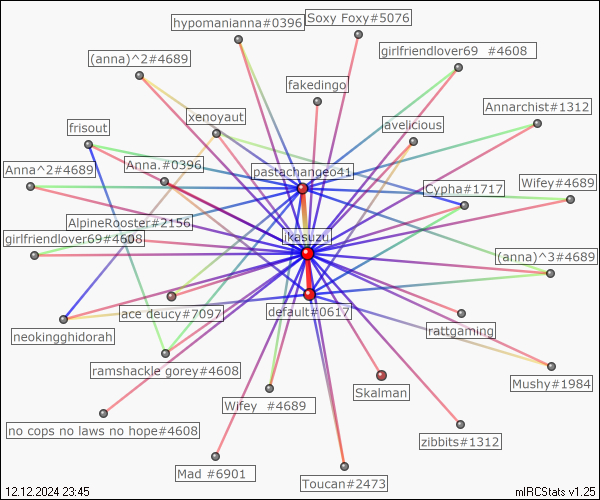 Soxy Foxy#5076
hypomanianna#0396
girlfriendlover69 #4608
(anna)^2#4689
fakedingo
Annarchist#1312
xenoyaut
avelicious
frisout
Anna.#0396
pastachangeo41
Anna^2#4689
Cypha#1717
Wifey#4689
AlpineRooster#2156
girlfriendlover69#4608
ikasuzu
(anna)^3#4689
ace deucy#7097
default#0617
rattgaming
neokingghidorah
ramshackle gorey#4608
Mushy#1984
Skalman
Wifey #4689
no cops no laws no hope#4608
zibbits#1312
Mad #6901
Toucan#2473
12.12.2024 23:45
mIRCStats v1.25